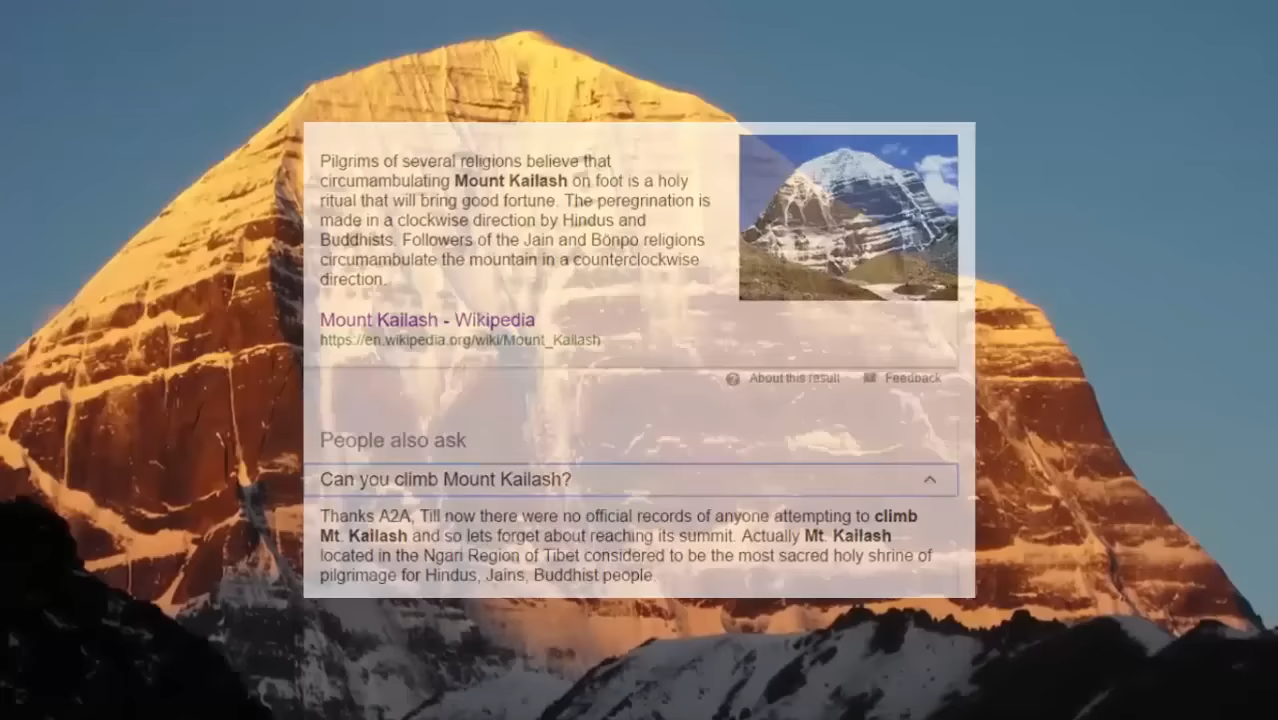 Pilgrims of several religions believe that
circumambulating Mount Kailash on foot is a holy
ritual that will bring good fortune. The peregrination is
made in a clockwise direction by Hindus and
Buddhists. Followers of the Jain and Bönpo religions
circumambulate the mountain in a counterclockwise
direction.
Mount Kailash - Wikipedia
https://en.wikipedia.org/wiki/Mount_Kailash
About this result Feedback
People also ask
Can you climb Mount Kailash?
Thanks A2A, Till now there were no official records of anyone attempting to climb
Mt. Kailash and so lets forget about reaching its summit. Actually Mt. Kailash
located in the Ngari Region of Tibet considered to be the most sacred holy shrine of
pilgrimage for Hindus, Jains, Buddhist people.